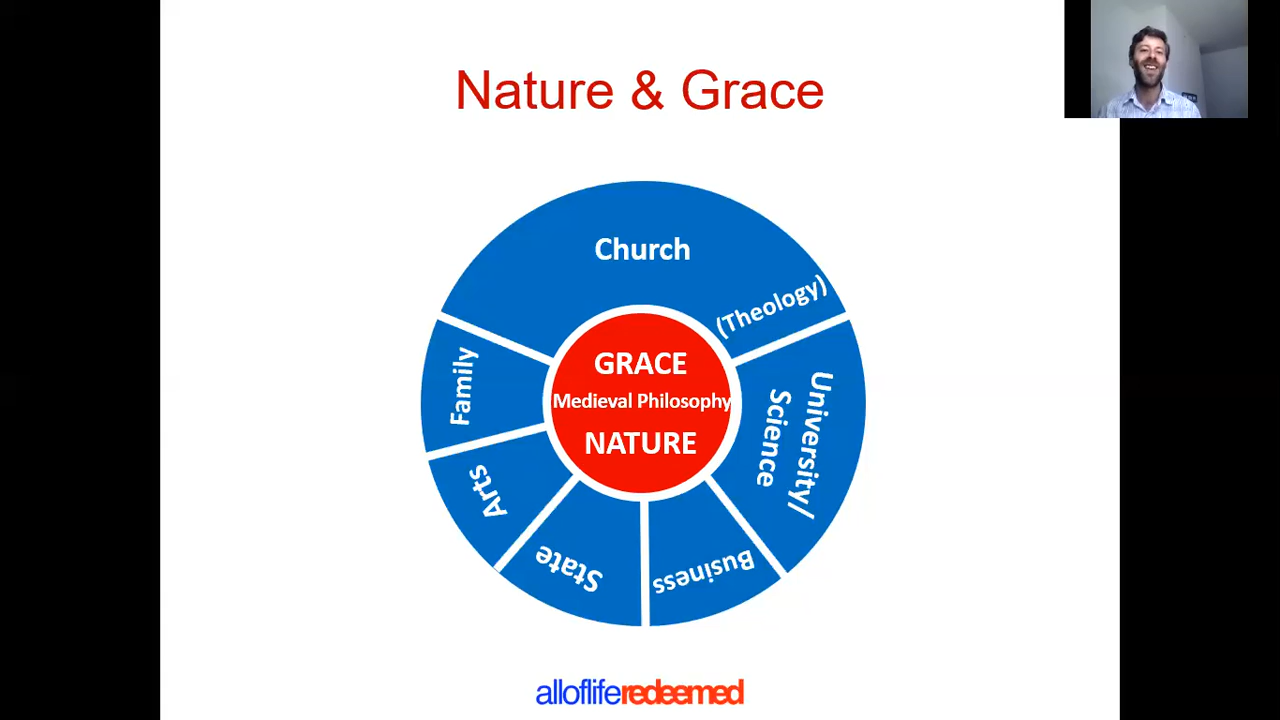 Nature & Grace
Church
(Theology)
GRACE
Medieval Philosophy
NATURE
Family
Arts
State
Business
University/
Science
allofliferedeemed